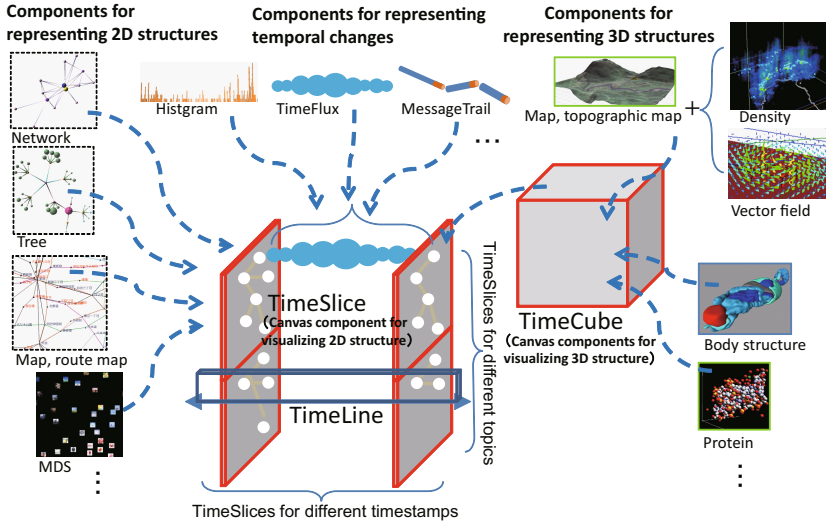 Components for
representing 2D structures
Network
Tree
Map, route map
MDS
Components for representing
temporal changes
Histgram
TimeFlux
MessageTrail
...
Components for
representing 3D structures
Map, topographic map
+
Density
Vector field
TimeSlice
(Canvas component for
visualizing 2D structure)
TimeLine
TimeSlices for different topics
TimeSlices for different timestamps
TimeCube
(Canvas components for
visualizing 3D structure)
Body structure
Protein